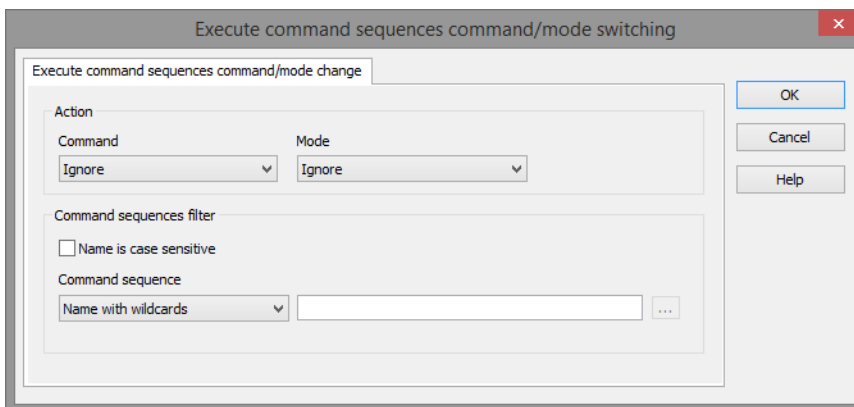 Execute command sequences command/mode switching
Execute command sequences command/mode change
OK
Action
Command Mode
Cancel
Ignore Ignore
Help
Command sequences filter
Name is case sensitive
Command sequence
Name with wildcards ...